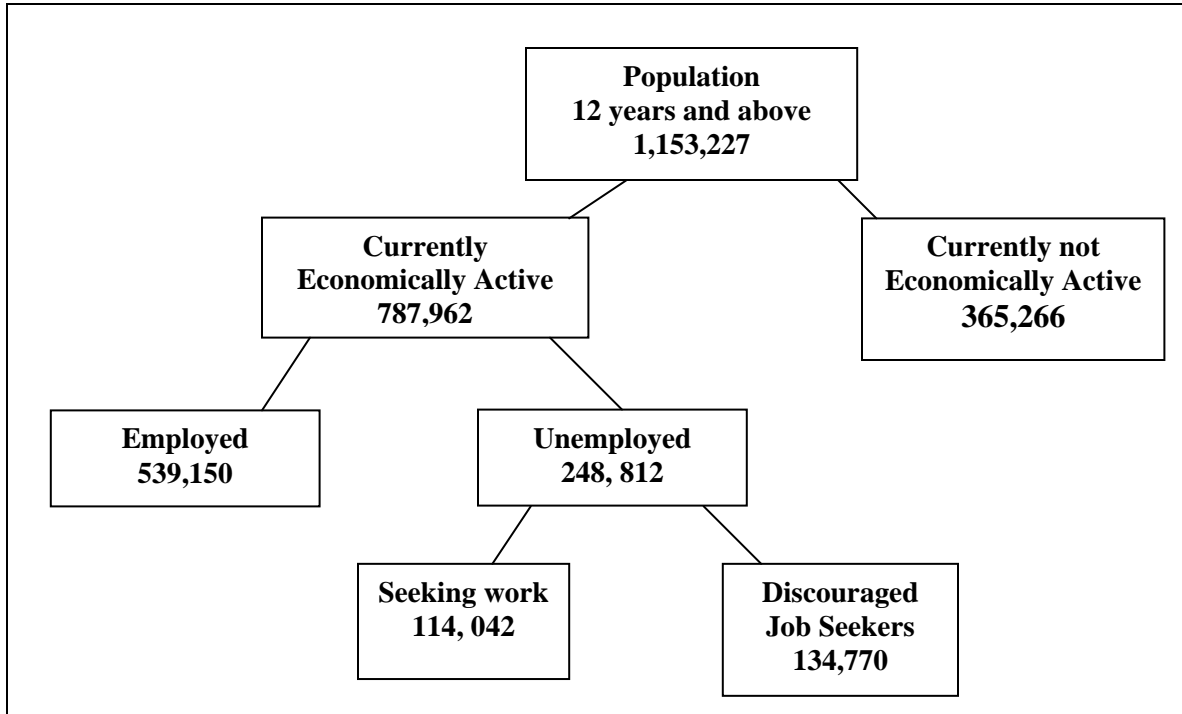 Population
12 years and above
1,153,227
Currently
Economically Active
787,962
Currently not
Economically Active
365,266
Employed
539,150
Unemployed
248, 812
Seeking work
114, 042
Discouraged
Job Seekers
134,770